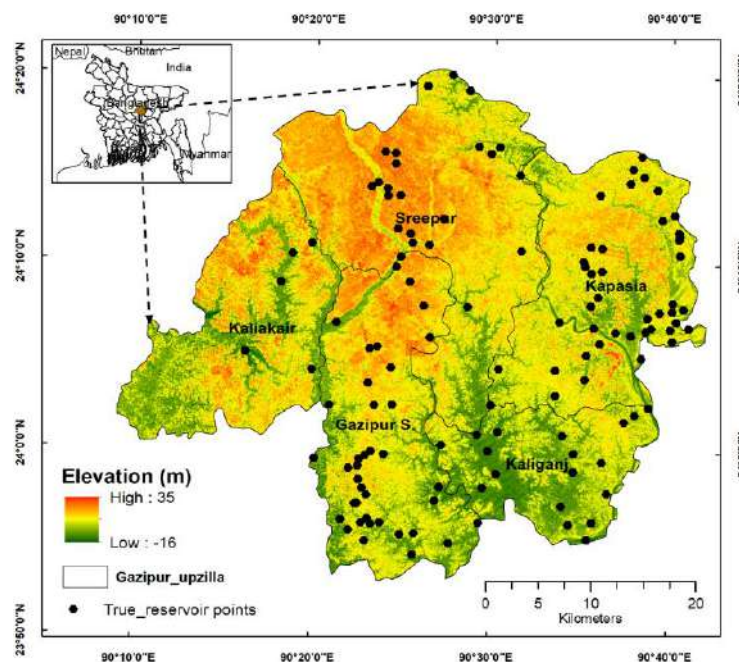 90°10'0"E 90°20'0"E 90°30'0"E 90°40'0"E
Nepal
Bhutan
India
Bangladesh
Myanmar
24°20'0"N
24°10'0"N
24°0'0"N
23°50'0"N
Sreepur
Kapasia
Kaliakair
Gazipur S
Kaliganj
Elevation (m)
High : 35
Low : -16
Gazipur_upzilla
True_reservoir points
0 5 10 15 20
Kilometers
90°10'0"E 90°20'0"E 90°30'0"E 90°40'0"E